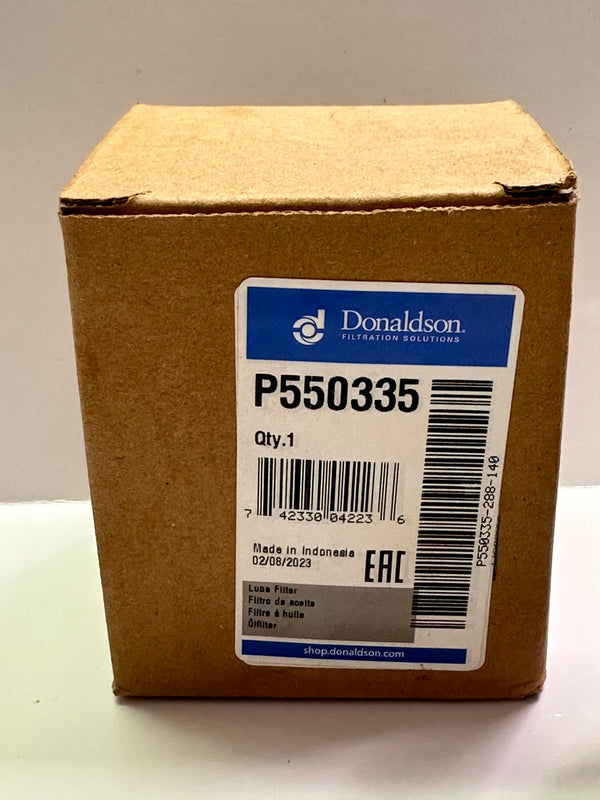 Donaldson®
FILTRATION SOLUTIONS
P550335
Qty.1
7 42330 04223 6
P550335-288-140
Made in Indonesia
02/08/2023
EAC
Lube Filter
Filtro de aceite
Filtre à huile
Ölfilter
shop.donaldson.com